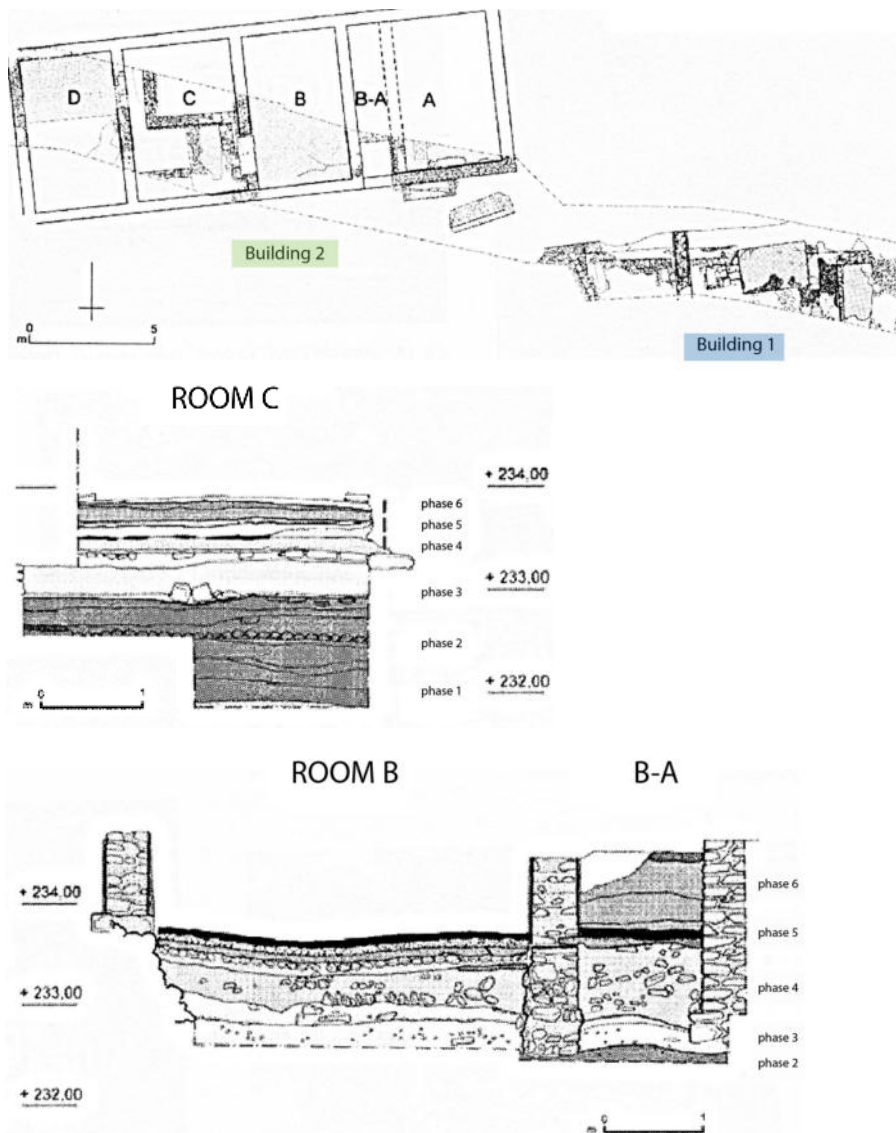 D C B B-A A
Building 2
0 5
m
Building 1
ROOM C
+ 234,00
phase 6
phase 5
phase 4
+ 233,00
phase 3
phase 2
+ 232,00
phase 1
0 1
m
ROOM B B-A
+ 234,00
phase 6
phase 5
+ 233,00
phase 4
phase 3
phase 2
+ 232,00
0 1
m